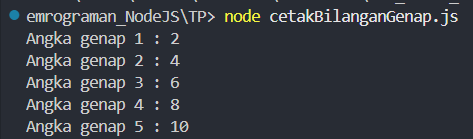 emrograman_NodeJS\TP> node cetakBilanganGenap.js
Angka genap 1 : 2
Angka genap 2 : 4
Angka genap 3 : 6
Angka genap 4 : 8
Angka genap 5 : 10